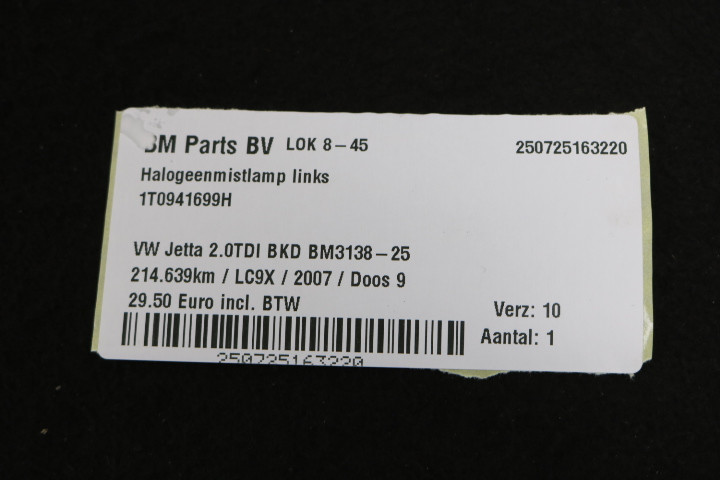 BM Parts BV LOK 8-45 250725163220
Halogeenmistlamp links
1T0941699H
VW Jetta 2.0TDI BKD BM3138-25
214.639km / LC9X / 2007 / Doos 9
29.50 Euro incl. BTW Verz: 10
Aantal: 1
250725163220